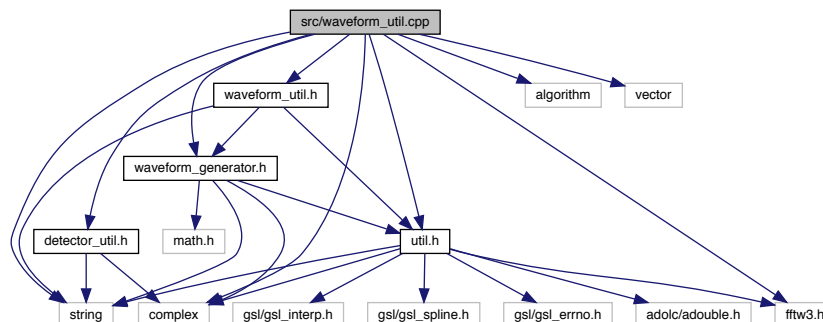 src/waveform_util.cpp
waveform_util.h
algorithm
vector
waveform_generator.h
detector_util.h
math.h
util.h
string
complex
gsl/gsl_interp.h
gsl/gsl_spline.h
gsl/gsl_errno.h
adolc/adouble.h
fftw3.h